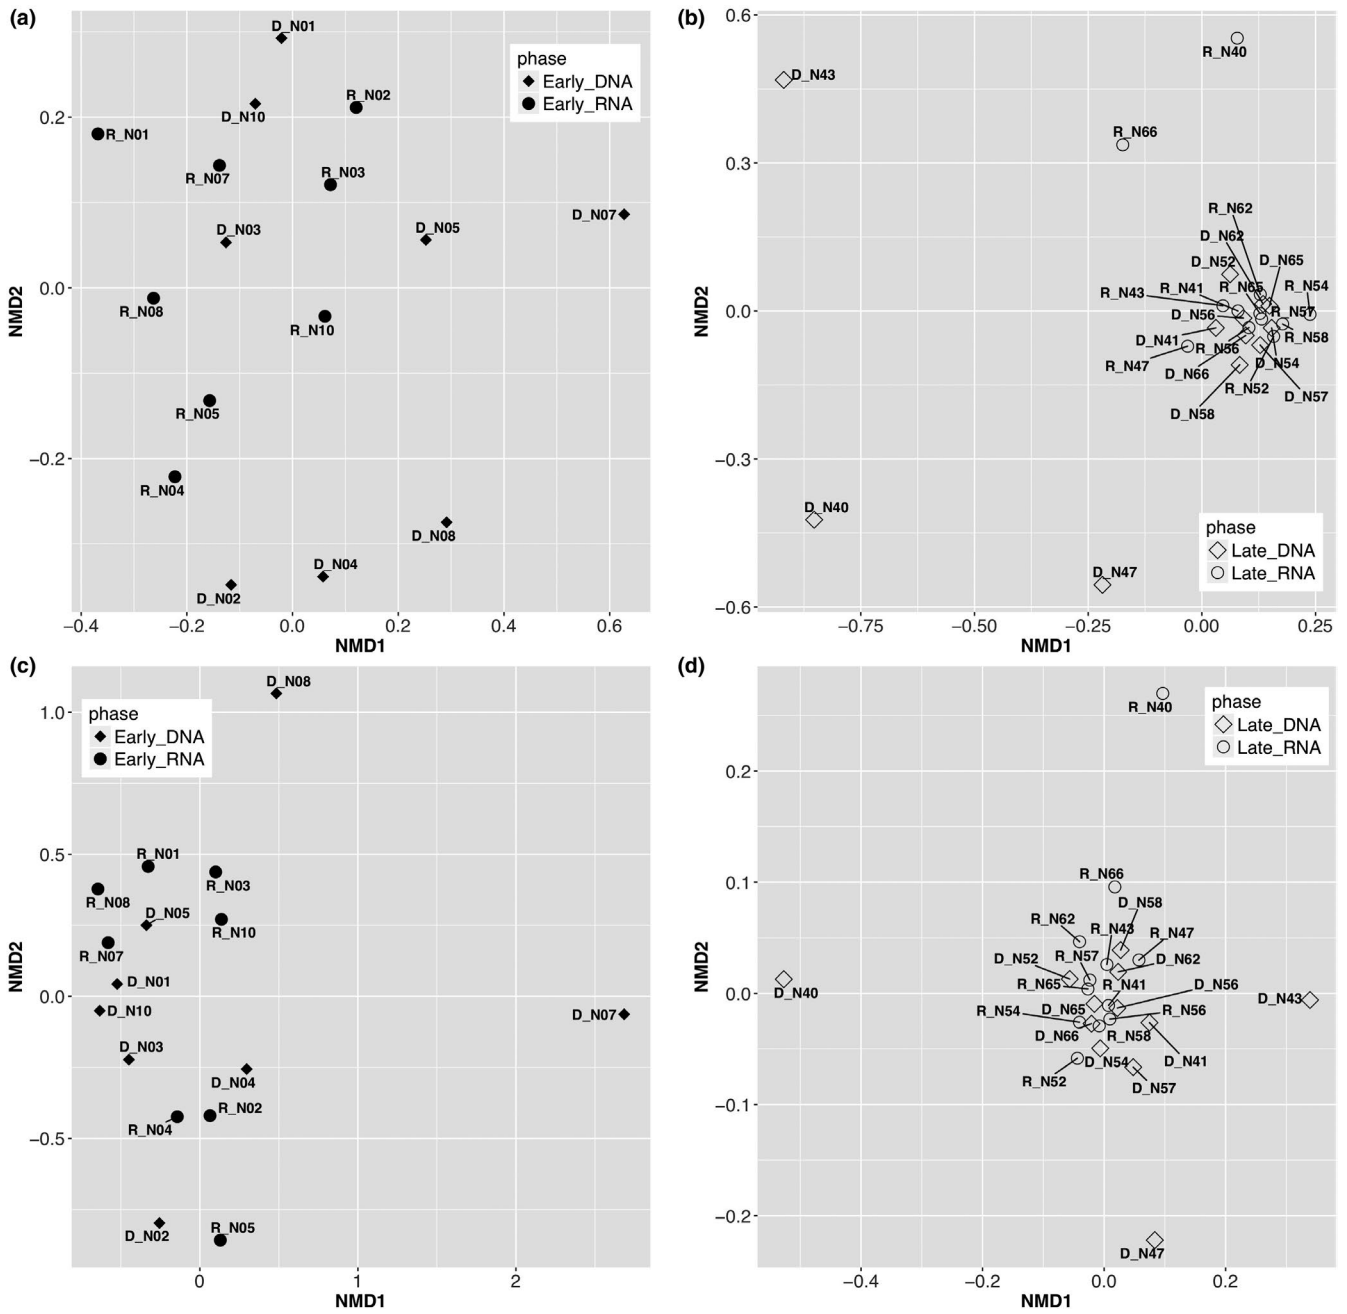 (a)
D_N01
phase
Early_DNA
Early_RNA
R_N02
D_N10
0.2
R_N01
R_N07
R_N03
D_N07
D_N03
D_N05
NMD2
0.0
R_N08
R_N10
R_N05
−0.2
R_N04
D_N08
D_N04
D_N02
−0.4
−0.2
0.0
0.2
0.4
0.6
NMD1
(b)
0.6
R_N40
D_N43
R_N66
0.3
R_N62
D_N62
D_N52
D_N65
R_N43
R_N41
R_N65
R_N54
NMD2
0.0
D_N56
R_N57
D_N41
R_N56
R_N58
R_N47
D_N66
D_N54
R_N52
D_N57
D_N58
−0.3
D_N40
phase
Late_DNA
Late_RNA
D_N47
−0.6
−0.75
−0.50
−0.25
0.00
0.25
NMD1
(c)
D_N08
1.0
phase
Early_DNA
Early_RNA
0.5
R_N01
R_N03
R_N08
D_N05
R_N10
R_N07
NMD2
D_N01
0.0
D_N10
D_N07
D_N03
D_N04
R_N02
R_N04
−0.5
R_N05
D_N02
0
1
2
NMD1
(d)
R_N40
phase
Late_DNA
Late_RNA
0.2
0.1
R_N66
D_N58
R_N62
R_N43
R_N47
D_N52
R_N57
D_N62
NMD2
R_N65
R_N41
D_N56
0.0
D_N40
D_N43
R_N54
D_N65
R_N56
D_N66
R_N58
D_N54
D_N41
R_N52
D_N57
−0.1
−0.2
D_N47
−0.4
−0.2
0.0
0.2
NMD1